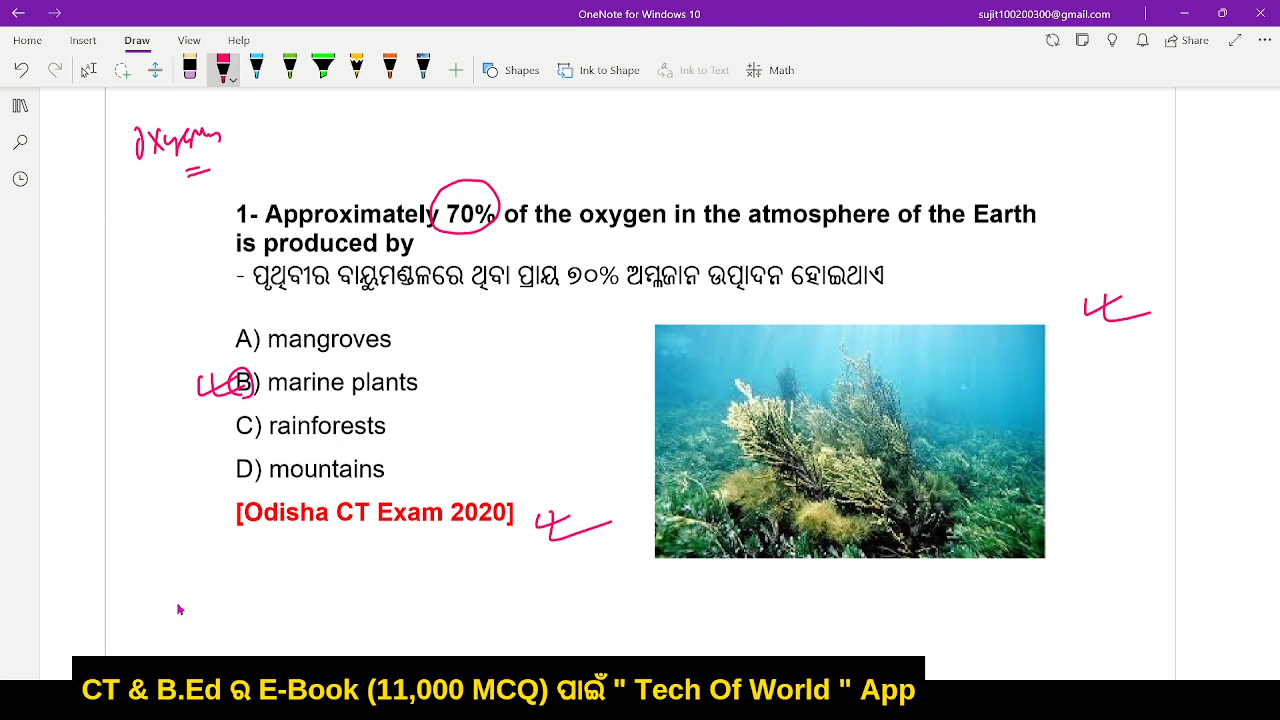 OneNote for Windows 10
sujit100200300@gmail.com
Home Insert Draw View Help
Share
Shapes Ink to Shape Ink to Text Math
oxygen
1- Approximately 70% of the oxygen in the atmosphere of the Earth
is produced by
- ପୃଥିବୀର ବାୟୁମଣ୍ଡଳରେ ଥିବା ପ୍ରାୟ ୭୦% ଅମ୍ଳଜାନ ଉତ୍ପାଦନ ହୋଇଥାଏ
A) mangroves
B) marine plants
C) rainforests
D) mountains
[Odisha CT Exam 2020]
CT & B.Ed ର E-Book (11,000 MCQ) ପାଇଁ " Tech Of World " App